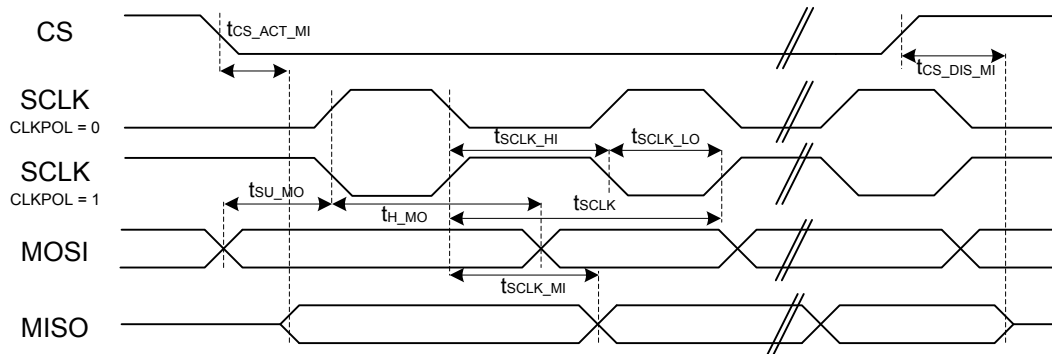 CS
tCS_ACT_MI
tCS_DIS_MI
SCLK
CLKPOL = 0
tSCLK_HI
tSCLK_LO
SCLK
CLKPOL = 1
tSU_MO
tH_MO
tSCLK
MOSI
tSCLK_MI
MISO